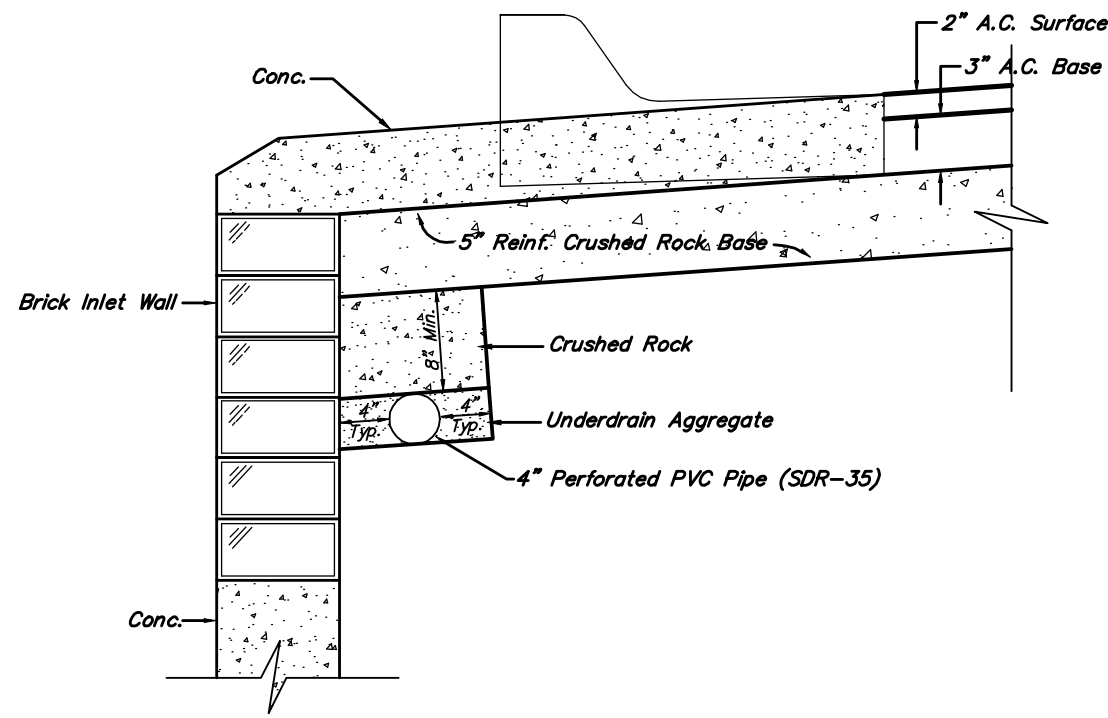 2" A.C. Surface
Conc.
3" A.C. Base
5" Reinf. Crushed Rock Base
Brick Inlet Wall
8" Min.
Crushed Rock
4"
Typ.
4"
Typ.
Underdrain Aggregate
4" Perforated PVC Pipe (SDR-35)
Conc.